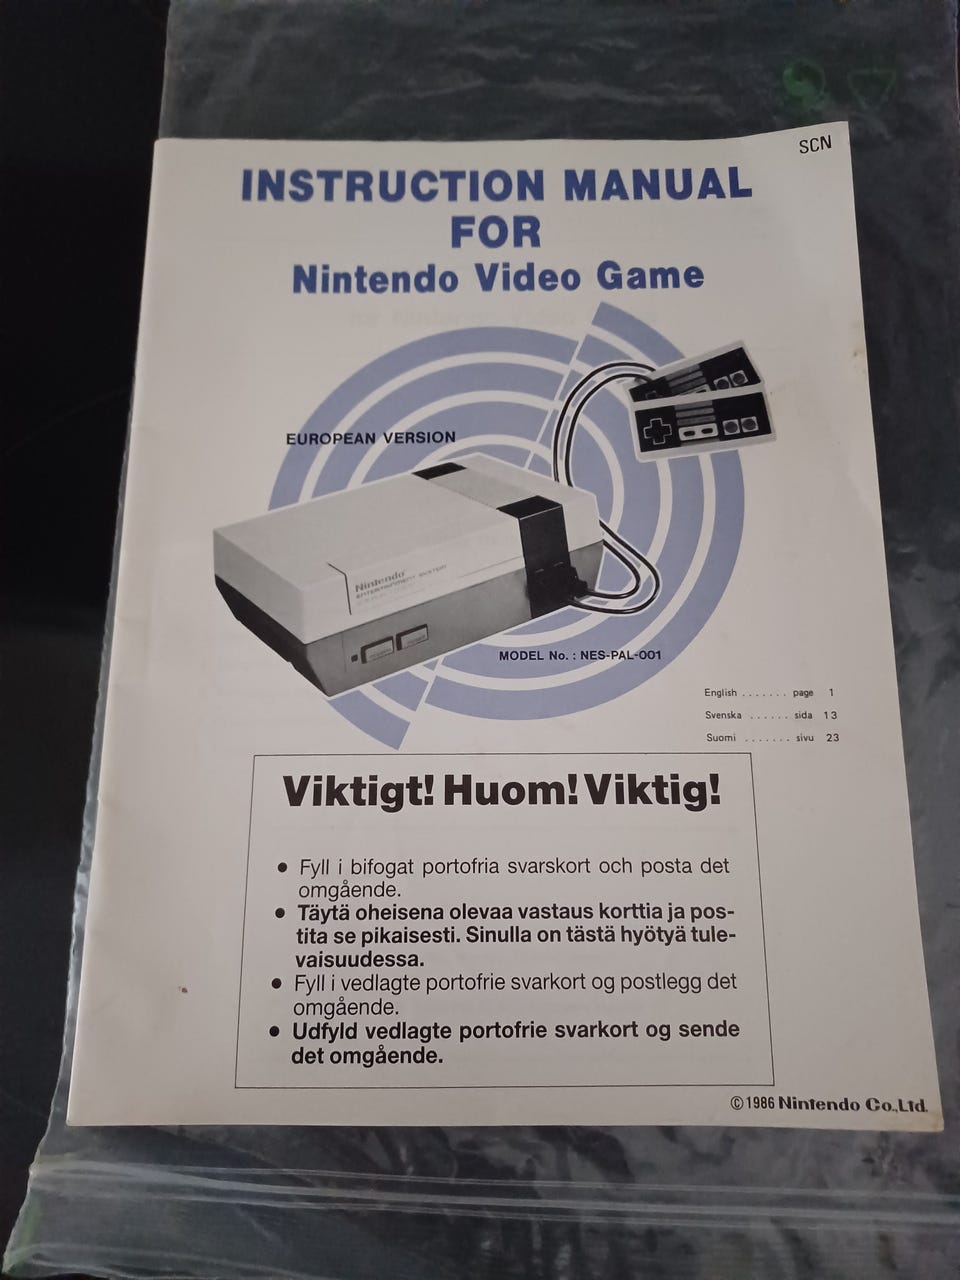 SCN
INSTRUCTION MANUAL
FOR
Nintendo Video Game
EUROPEAN VERSION
Nintendo
ENTERTAINMENT SYSTEM
MODEL No. : NES-PAL-001
English ....... page 1
Svenska ...... sida 13
Suomi ....... sivu 23
Viktigt! Huom! Viktig!
● Fyll i bifogat portofria svarskort och posta det
omgående.
● Täytä oheisena olevaa vastaus korttia ja pos-
tita se pikaisesti. Sinulla on tästä hyötyä tule-
vaisuudessa.
● Fyll i vedlagte portofrie svarkort og postlegg det
omgående.
● Udfyld vedlagte portofrie svarkort og sende
det omgående.
©1986 Nintendo Co.,Ltd.